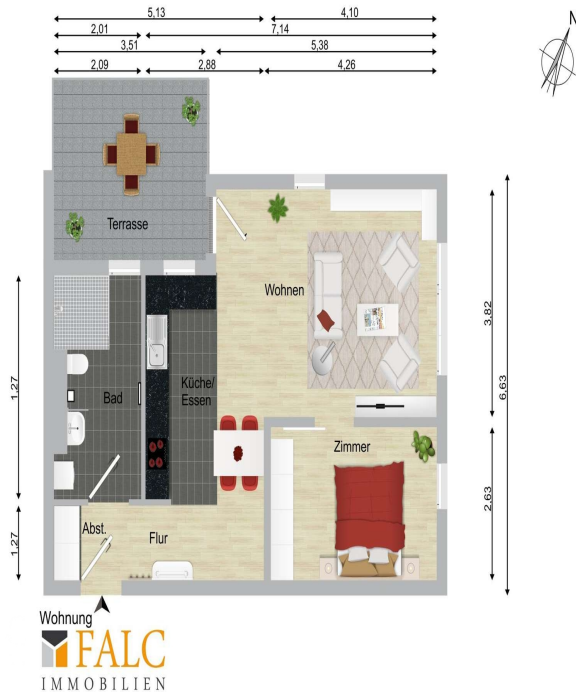 5,13 4,10
2,01 7,14
3,51 5,38
2,09 2,88 4,26
N
Terrasse
Wohnen
3,82
6,63
1,27
Bad
Küche/
Essen
Zimmer
2,63
1,27
Abst.
Flur
Wohnung
FALC
IMMOBILIEN